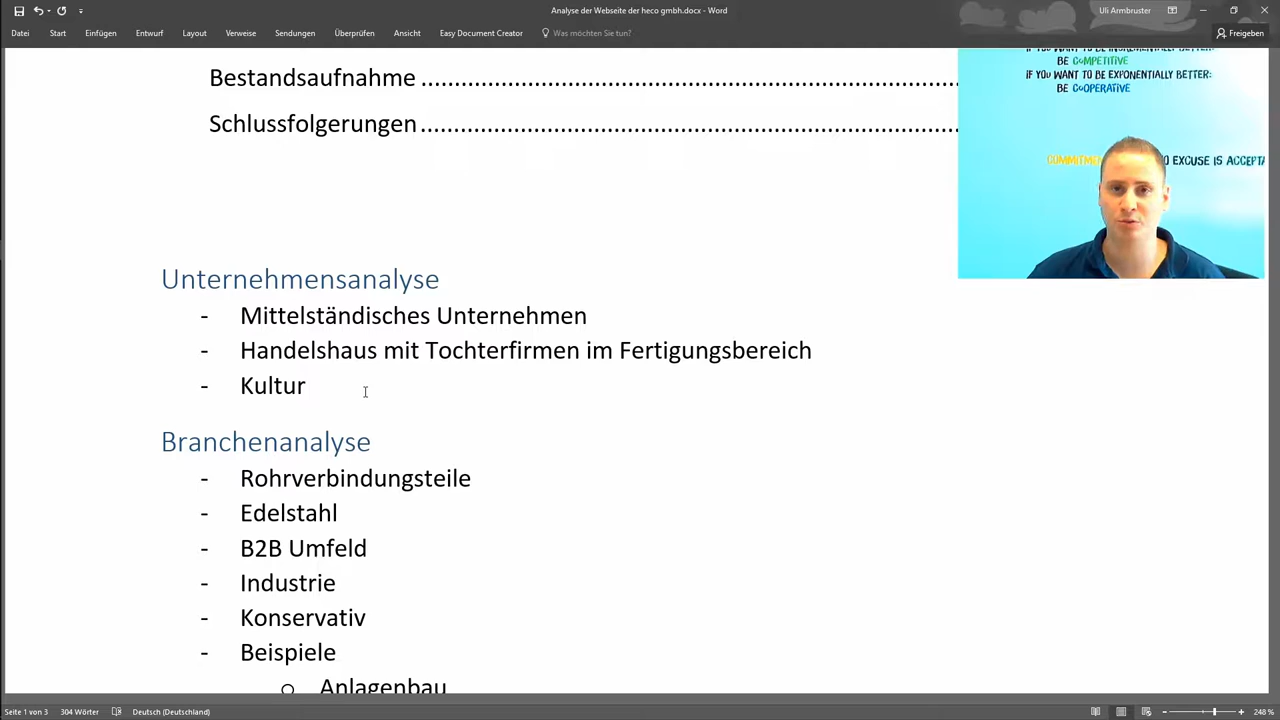 Analyse der Webseite der heco gmbh.docx - Word
Uli Armbruster
Datei Start Einfügen Entwurf Layout Verweise Sendungen Überprüfen Ansicht Easy Document Creator Was möchten Sie tun? Freigeben
Bestandsaufnahme
Schlussfolgerungen
BE COMPETITIVE
IF YOU WANT TO BE EXPONENTIALLY BETTER:
BE COOPERATIVE
EXCUSE IS
Unternehmensanalyse
- Mittelständisches Unternehmen
- Handelshaus mit Tochterfirmen im Fertigungsbereich
- Kultur
Branchenanalyse
- Rohrverbindungsteile
- Edelstahl
- B2B Umfeld
- Industrie
- Konservativ
- Beispiele
o Anlagenbau
Seite 1 von 3 304 Wörter Deutsch (Deutschland) 248 %